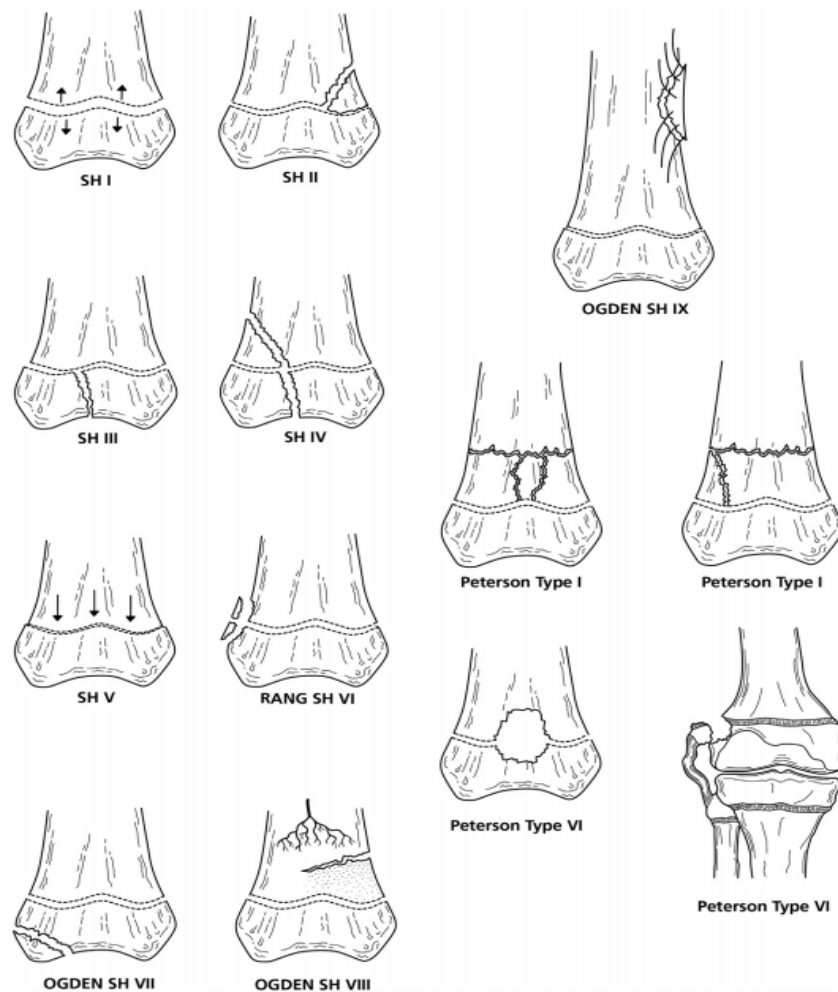 SH I
SH II
OGDEN SH IX
SH III
SH IV
Peterson Type I
Peterson Type I
SH V
RANG SH VI
Peterson Type VI
Peterson Type VI
OGDEN SH VII
OGDEN SH VIII